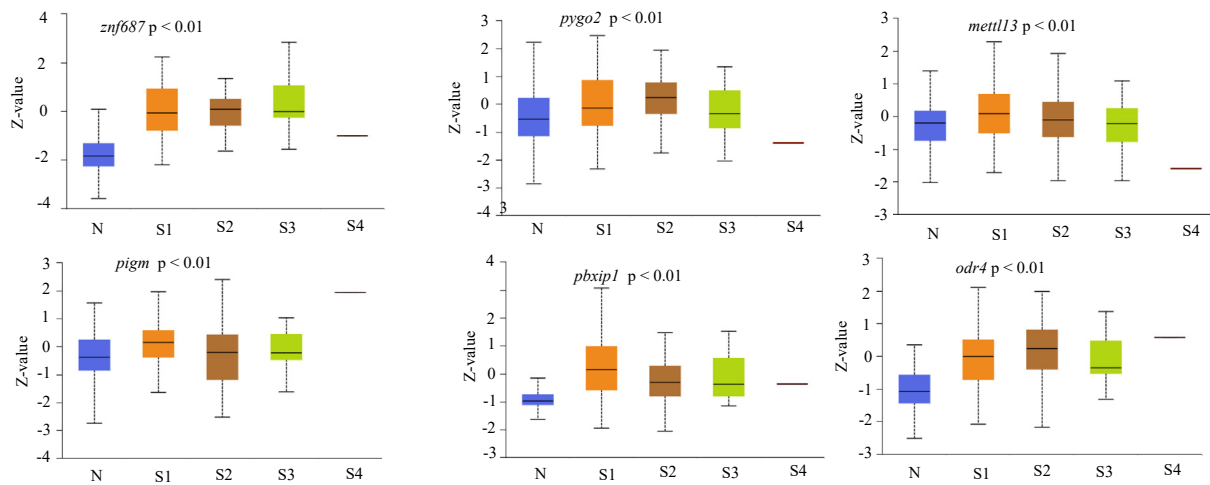 znf687 p < 0.01
Z-value
4
2
0
-2
-4
N S1 S2 S3 S4
pygo2 p < 0.01
Z-value
3
2
1
0
-1
-2
-3
-4
3
N S1 S2 S3 S4
mettl13 p < 0.01
Z-value
3
2
1
0
-1
-2
-3
N S1 S2 S3 S4
pigm p < 0.01
Z-value
3
2
1
0
-1
-2
-3
-4
N S1 S2 S3 S4
pbxip1 p < 0.01
Z-value
4
3
2
1
0
-1
-2
-3
N S1 S2 S3 S4
odr4 p < 0.01
Z-value
3
2
1
0
-1
-2
-3
N S1 S2 S3 S4